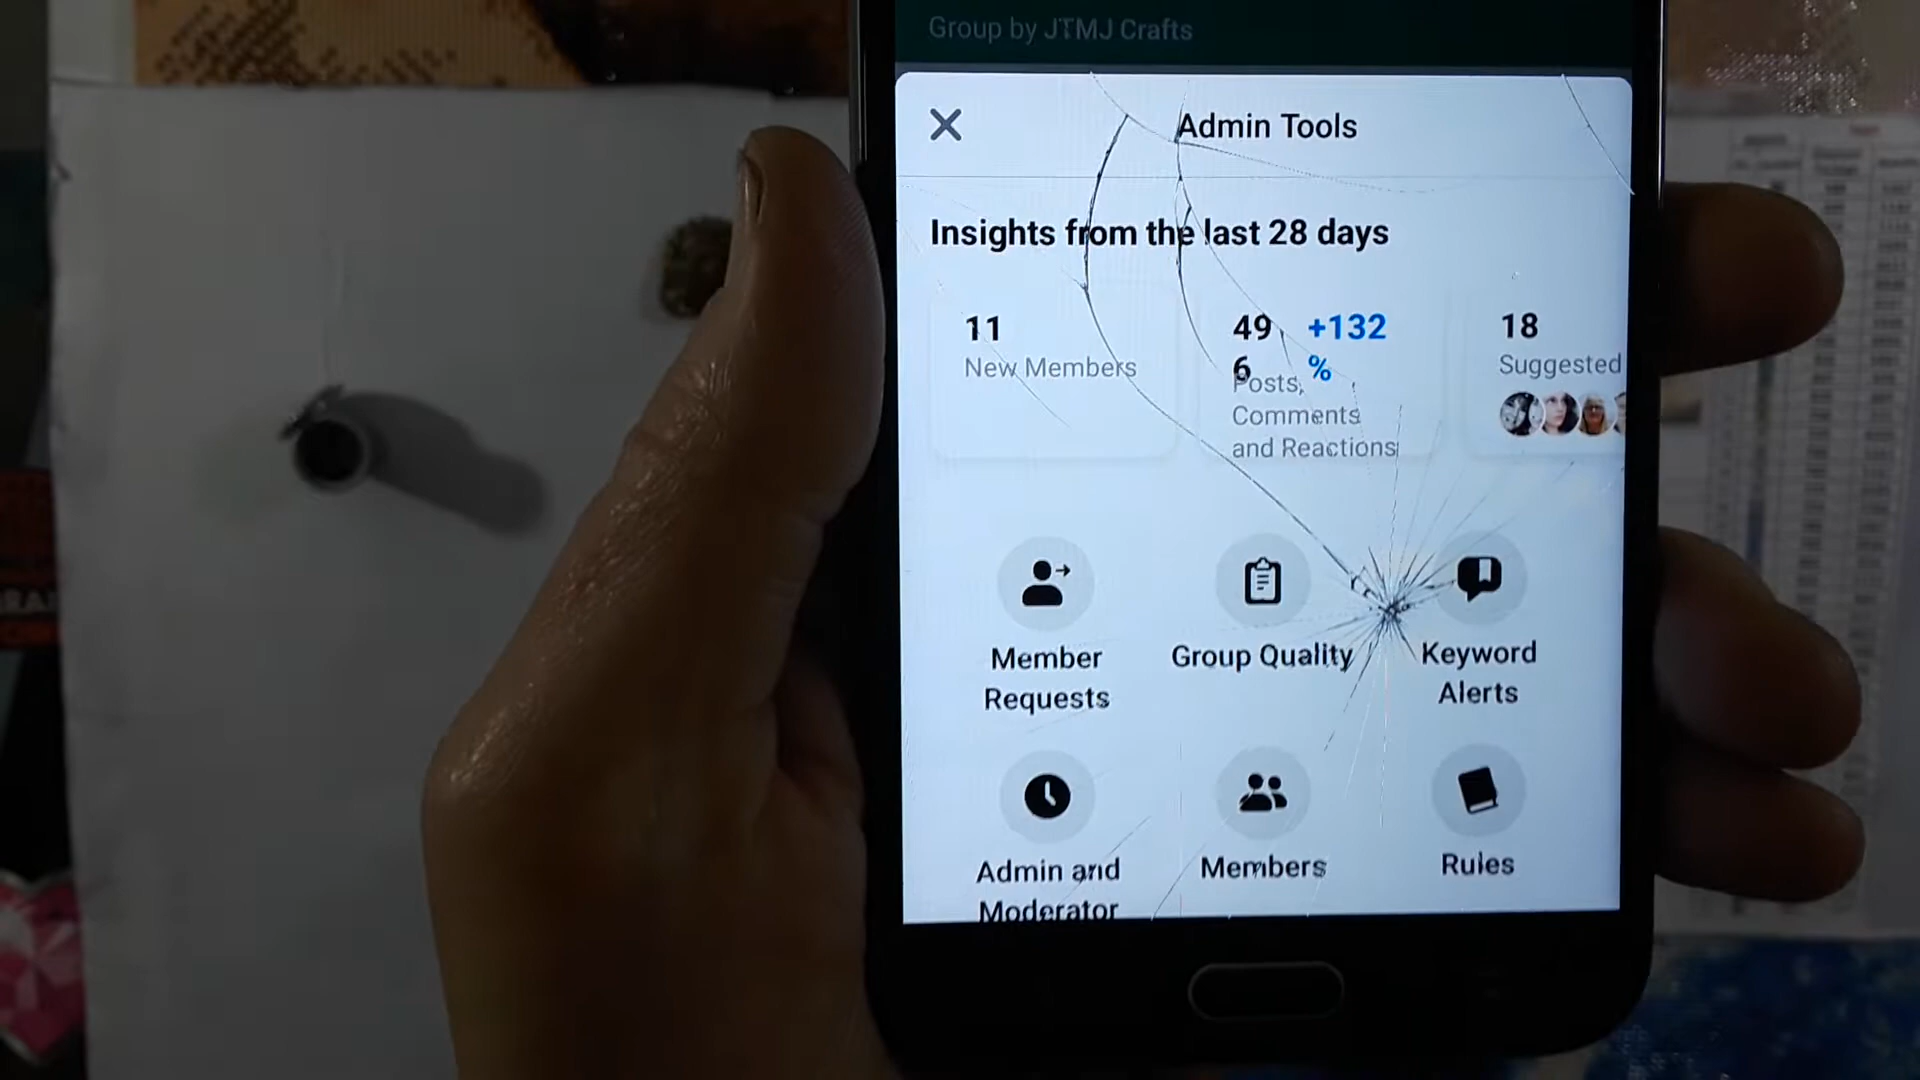 Group by JTMJ Crafts
Admin Tools
Insights from the last 28 days
11
New Members
49 +132
6 %
Posts,
Comments
and Reactions
18
Suggested
Member
Requests
Group Quality
Keyword
Alerts
Admin and
Moderator
Members
Rules